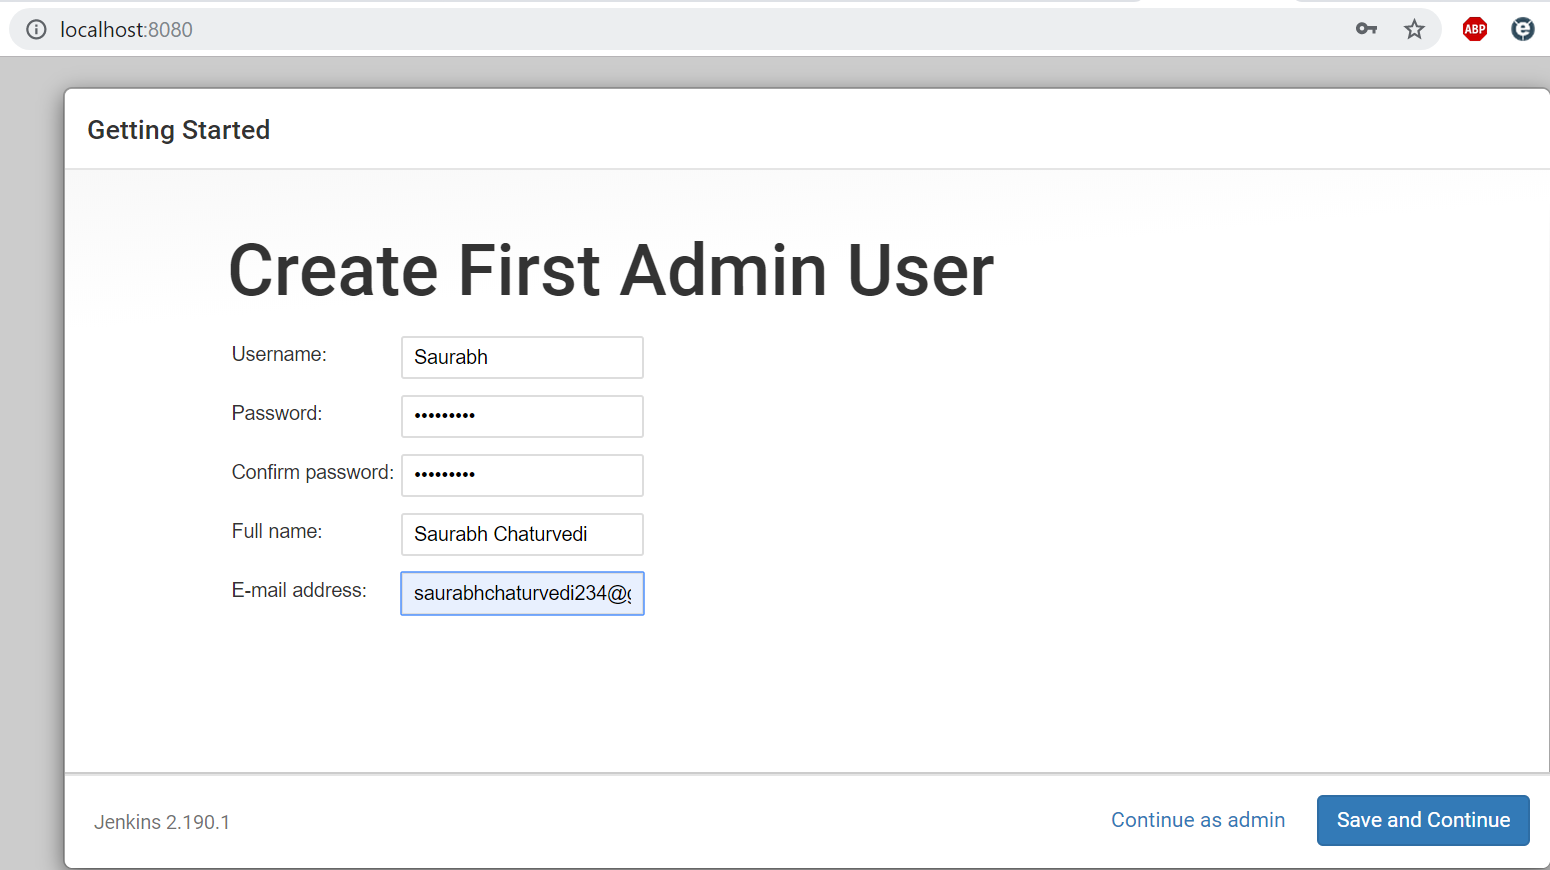 localhost:8080
ABP
Getting Started
Create First Admin User
Username: Saurabh
Password: •••••••••
Confirm password: •••••••••
Full name: Saurabh Chaturvedi
E-mail address: saurabhchaturvedi234@g
Jenkins 2.190.1
Continue as admin
Save and Continue